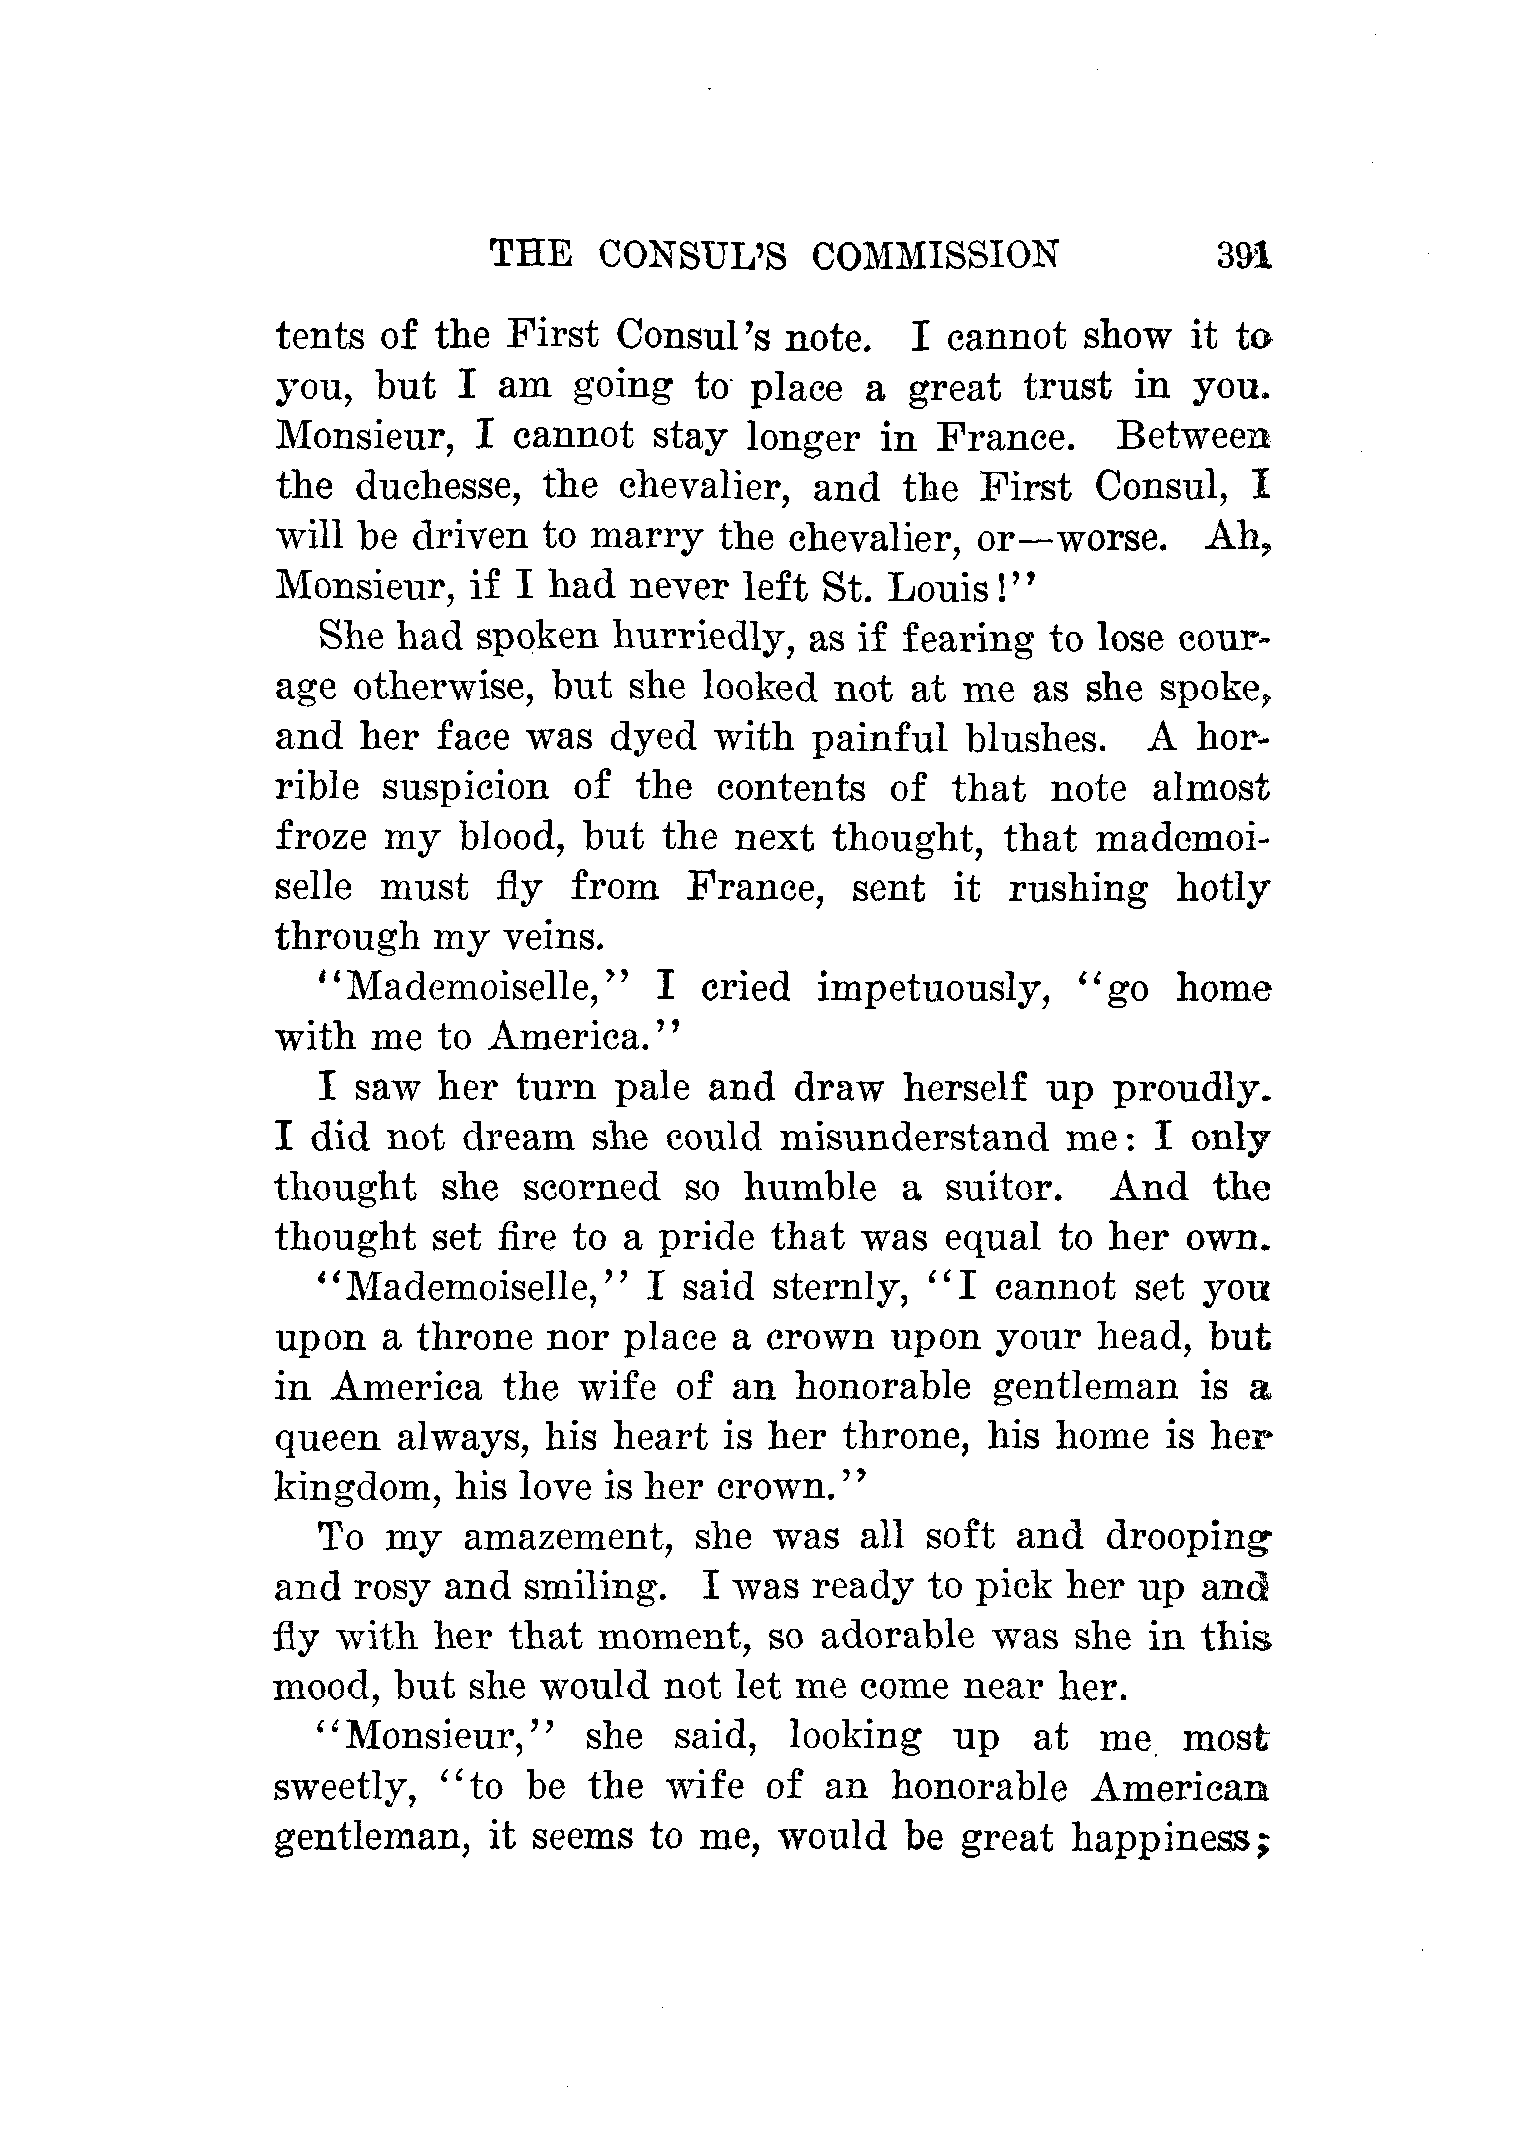 THE CONSUL'S COMMISSION 391
tents of the First Consul's note. I cannot show it to
you, but I am going to place a great trust in you.
Monsieur, I cannot stay longer in France. Between
the duchesse, the chevalier, and the First Consul, I
will be driven to marry the chevalier, or—worse. Ah,
Monsieur, if I had never left St. Louis!"
She had spoken hurriedly, as if fearing to lose cour-
age otherwise, but she looked not at me as she spoke,
and her face was dyed with painful blushes. A hor-
rible suspicion of the contents of that note almost
froze my blood, but the next thought, that mademoi-
selle must fly from France, sent it rushing hotly
through my veins.
"Mademoiselle," I cried impetuously, "go home
with me to America."
I saw her turn pale and draw herself up proudly.
I did not dream she could misunderstand me: I only
thought she scorned so humble a suitor. And the
thought set fire to a pride that was equal to her own.
"Mademoiselle," I said sternly, "I cannot set you
upon a throne nor place a crown upon your head, but
in America the wife of an honorable gentleman is a
queen always, his heart is her throne, his home is her
kingdom, his love is her crown."
To my amazement, she was all soft and drooping
and rosy and smiling. I was ready to pick her up and
fly with her that moment, so adorable was she in this
mood, but she would not let me come near her.
"Monsieur," she said, looking up at me most
sweetly, "to be the wife of an honorable American
gentleman, it seems to me, would be great happiness;